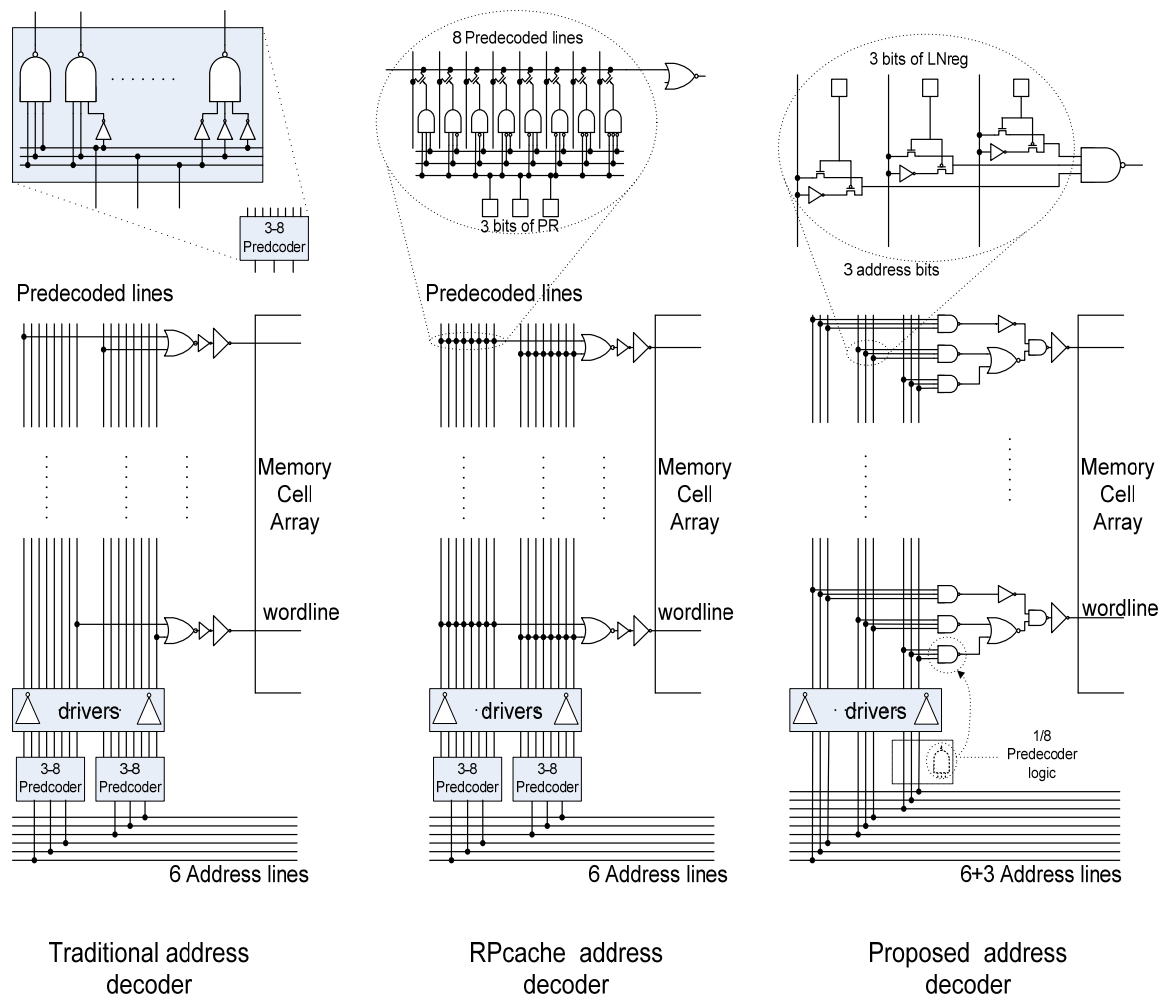 3-8
Predcoder
Predecoded lines
Memory
Cell
Array
wordline
drivers
3-8
Predcoder
3-8
Predcoder
6 Address lines
Traditional address
decoder
8 Predecoded lines
3 bits of PR
Predecoded lines
Memory
Cell
Array
wordline
drivers
3-8
Predcoder
3-8
Predcoder
6 Address lines
RPcache address
decoder
3 bits of LNreg
3 address bits
Memory
Cell
Array
wordline
drivers
1/8
Predecoder
logic
6+3 Address lines
Proposed address
decoder